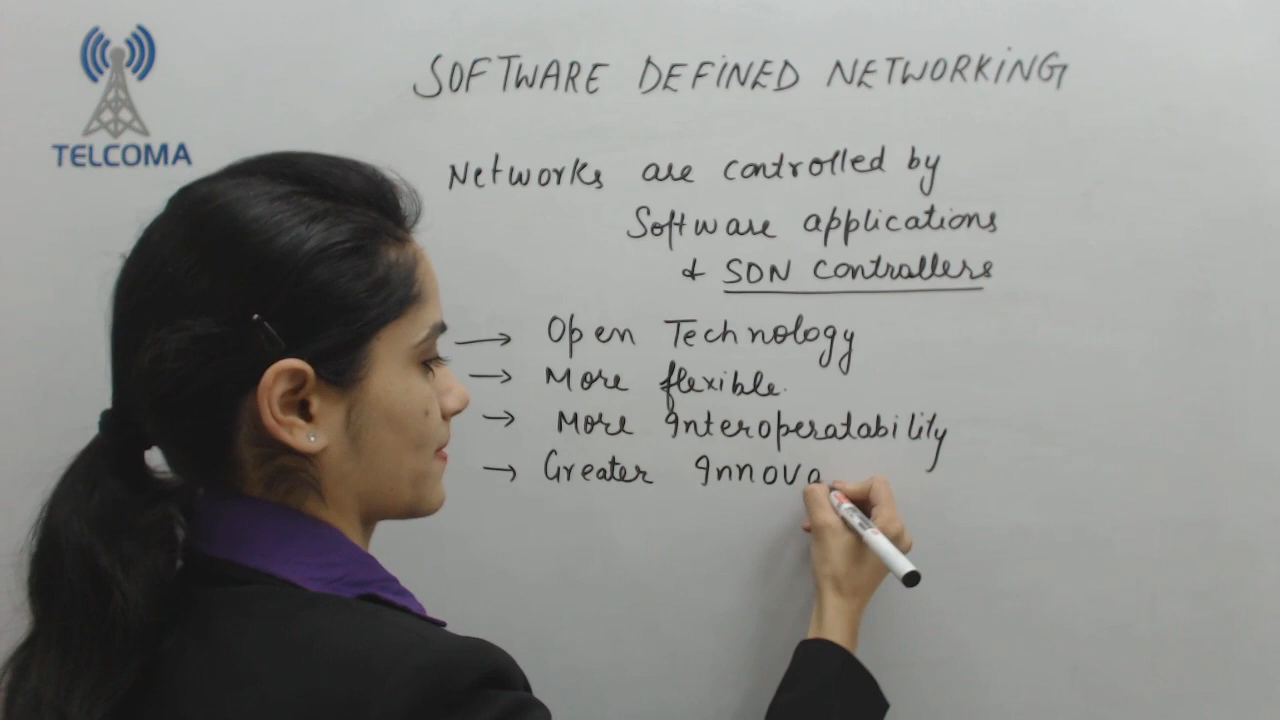 TELCOMA
SOFTWARE DEFINED NETWORKING
Networks are controlled by
Software applications
& SDN Controllers
→ Open Technology
→ More flexible.
→ More Interoperatability
→ Greater Innova